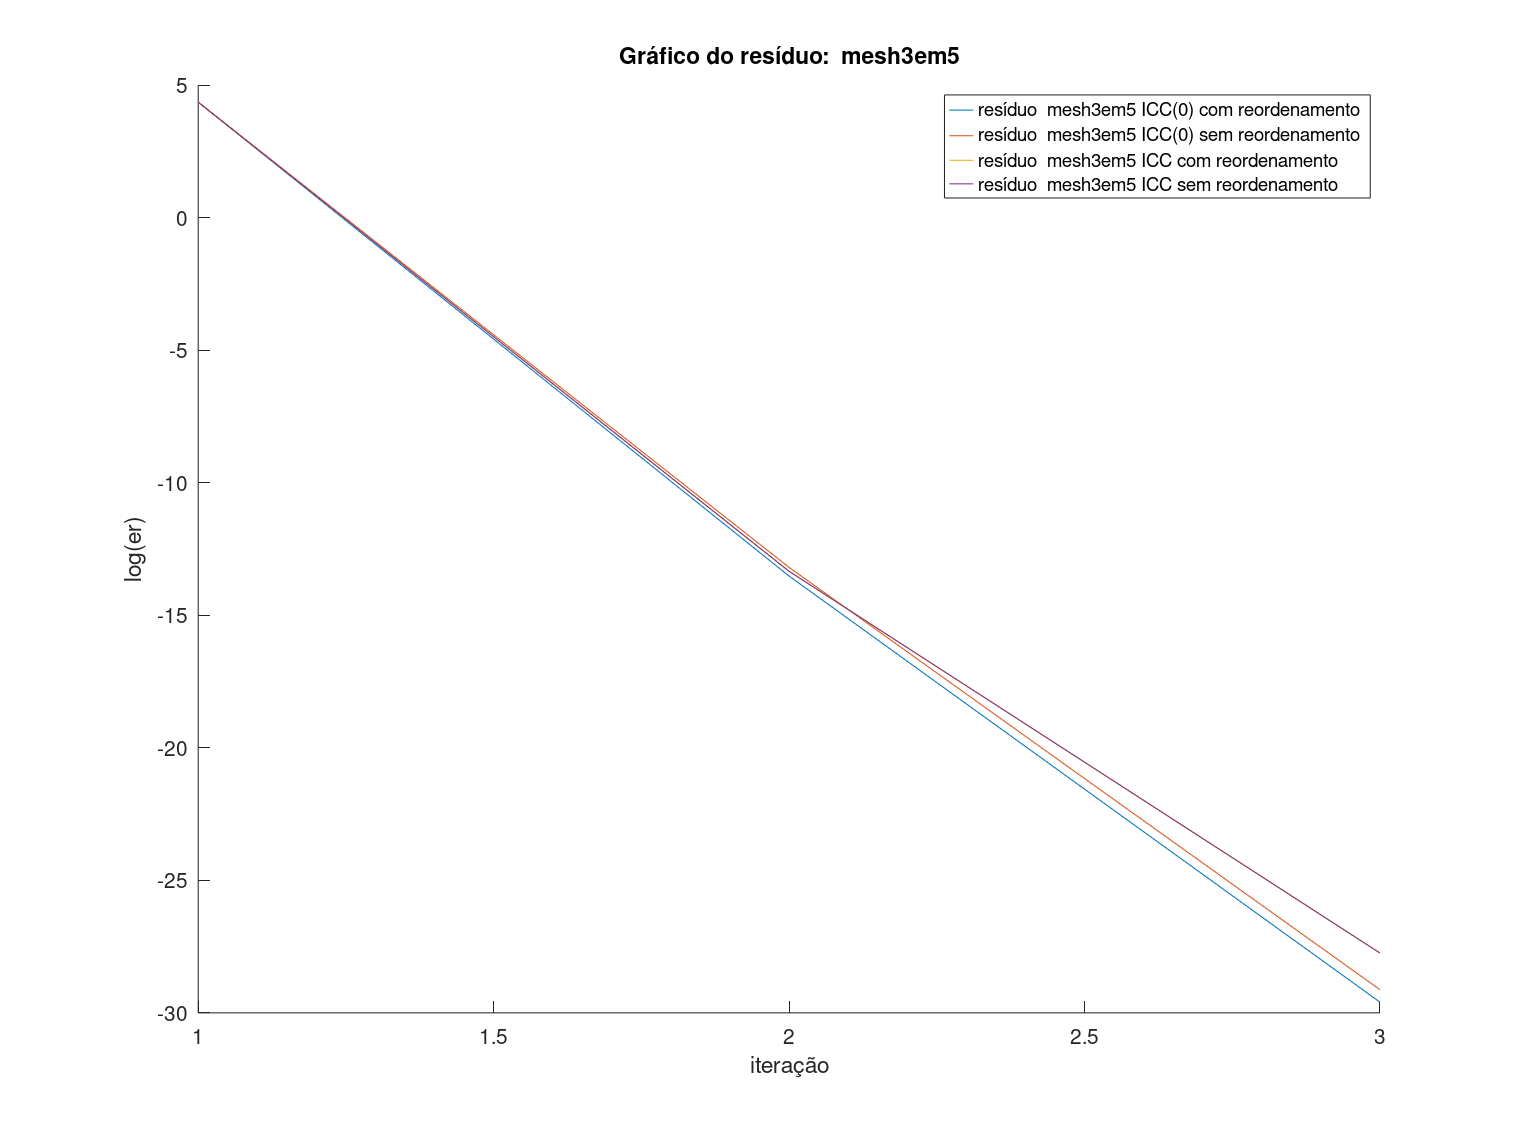 Gráfico do resíduo:  mesh3em5
resíduo  mesh3em5 ICC(0) com reordenamento
resíduo  mesh3em5 ICC(0) sem reordenamento
resíduo  mesh3em5 ICC com reordenamento
resíduo  mesh3em5 ICC sem reordenamento
5
0
-5
-10
-15
-20
-25
-30
log(er)
1
1.5
2
2.5
3
iteração